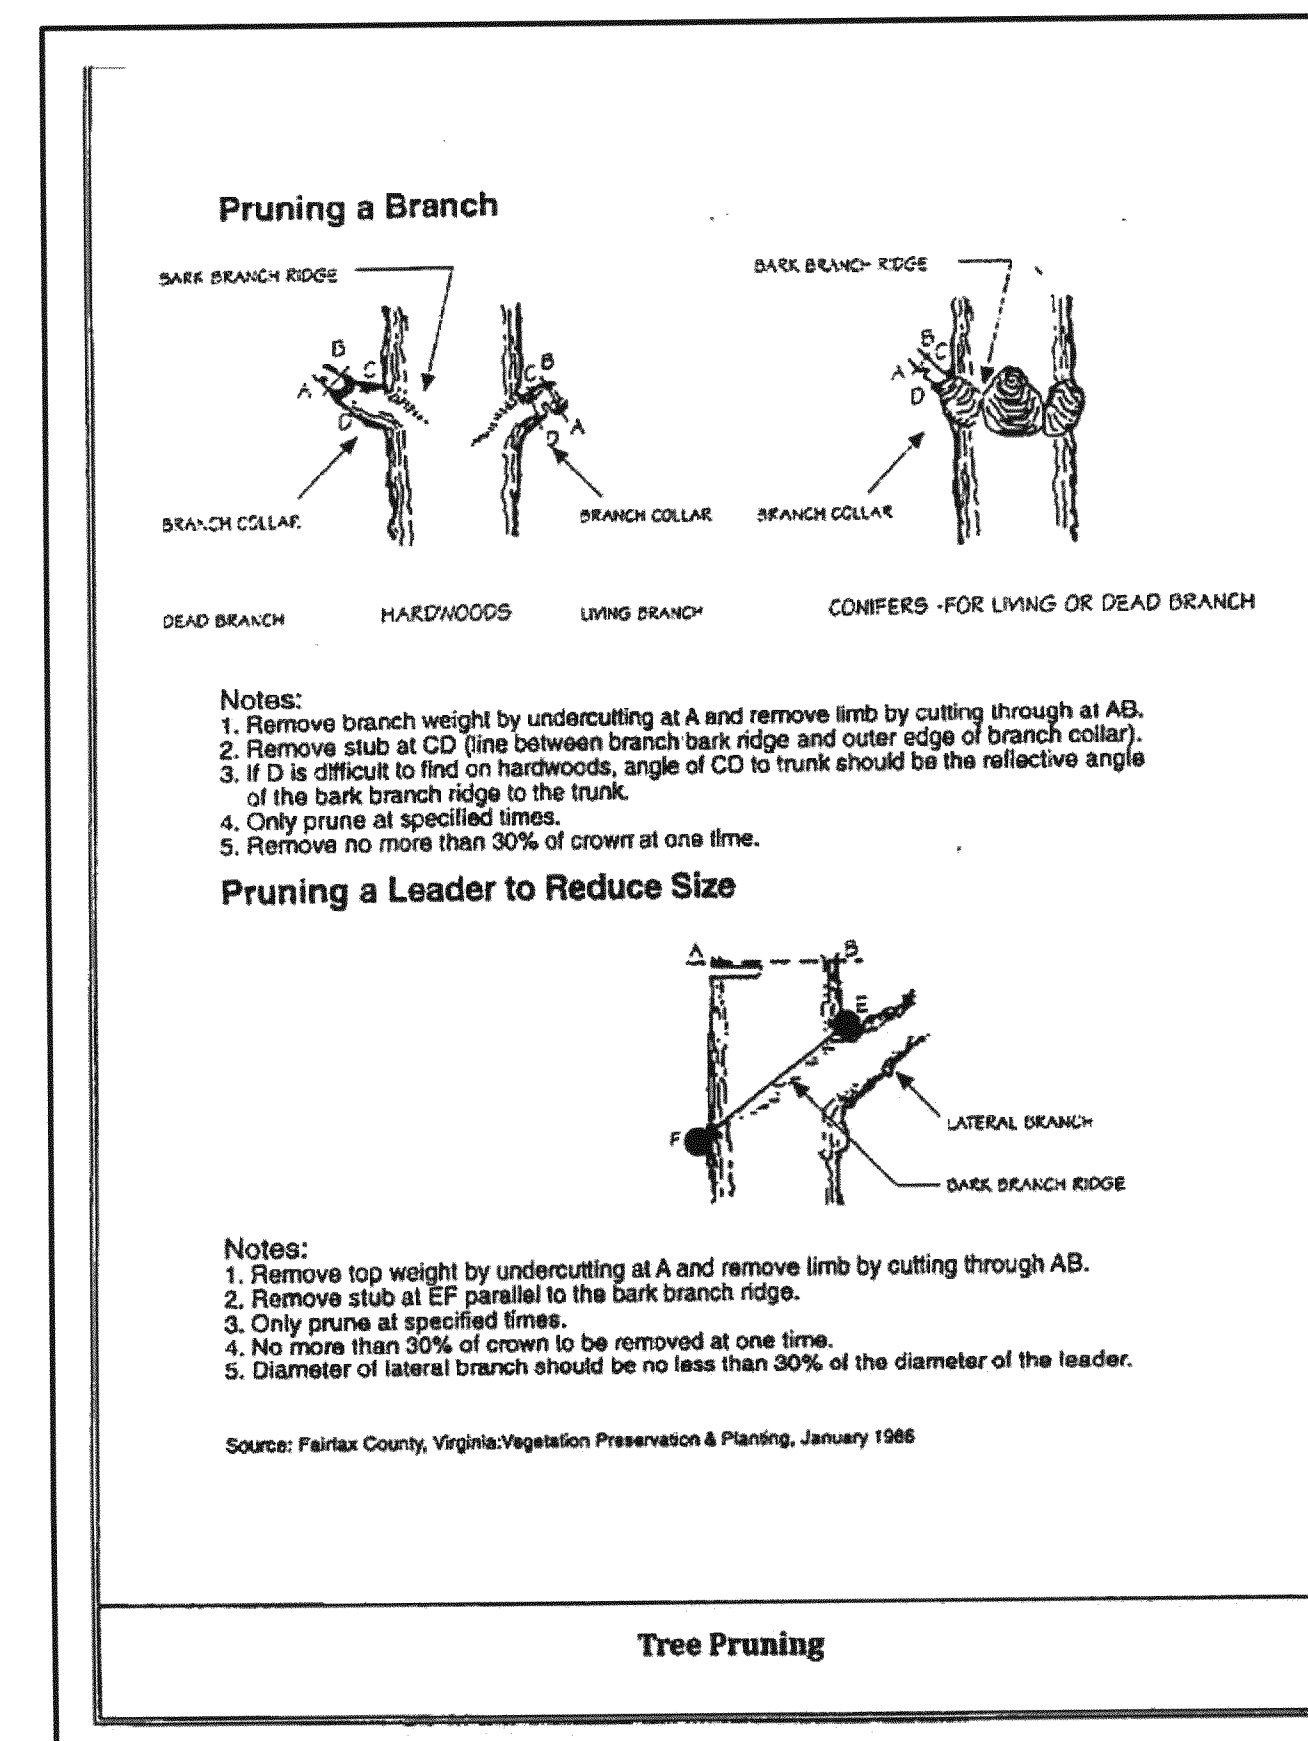 Pruning a Branch
BARK BRANCH RIDGE
BARK BRANCH RIDGE
B
C
A
D
C
B
D
A
B
C
A
D
BRANCH COLLAR
BRANCH COLLAR
BRANCH COLLAR
DEAD BRANCH
HARDWOODS
LIVING BRANCH
CONIFERS -FOR LIVING OR DEAD BRANCH
Notes:
1. Remove branch weight by undercutting at A and remove limb by cutting through at AB.
2. Remove stub at CD (line between branch bark ridge and outer edge of branch collar).
3. If D is difficult to find on hardwoods, angle of CD to trunk should be the reflective angle
of the bark branch ridge to the trunk.
4. Only prune at specified times.
5. Remove no more than 30% of crown at one time.
Pruning a Leader to Reduce Size
A
B
E
F
LATERAL BRANCH
BARK BRANCH RIDGE
Notes:
1. Remove top weight by undercutting at A and remove limb by cutting through AB.
2. Remove stub at EF parallel to the bark branch ridge.
3. Only prune at specified times.
4. No more than 30% of crown to be removed at one time.
5. Diameter of lateral branch should be no less than 30% of the diameter of the leader.
Source: Fairfax County, Virginia:Vegetation Preservation & Planting, January 1986
Tree Pruning